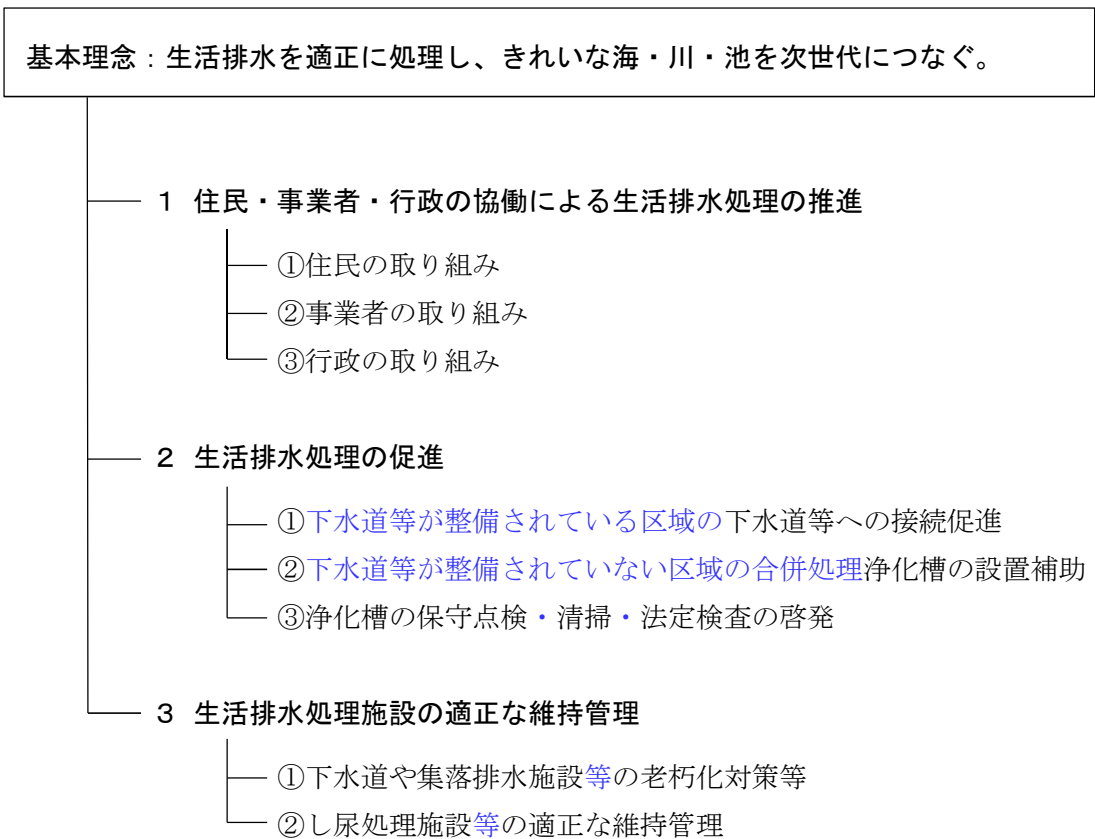 基本理念：生活排水を適正に処理し、きれいな海・川・池を次世代につなぐ。
１ 住民・事業者・行政の協働による生活排水処理の推進
①住民の取り組み
②事業者の取り組み
③行政の取り組み
２ 生活排水処理の促進
①下水道等が整備されている区域の下水道等への接続促進
②下水道等が整備されていない区域の合併処理浄化槽の設置補助
③浄化槽の保守点検・清掃・法定検査の啓発
３ 生活排水処理施設の適正な維持管理
①下水道や集落排水施設等の老朽化対策等
②し尿処理施設等の適正な維持管理